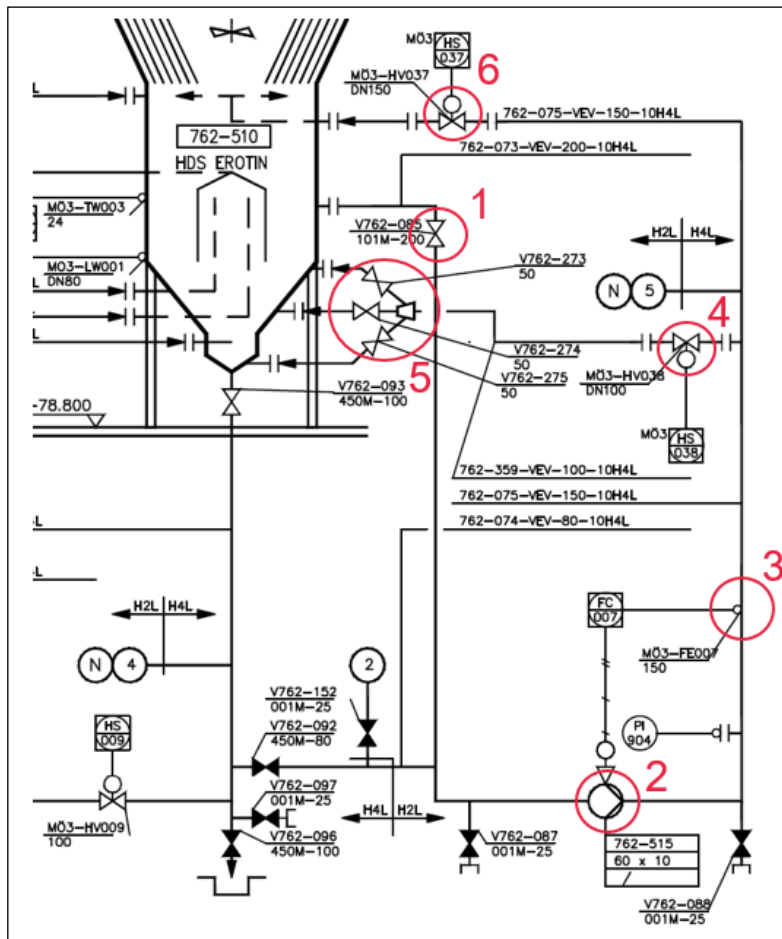 MÖ3
HS
037
6
MÖ3-HV037
DN150
762-075-VEV-150-10H4L
762-510
762-073-VEV-200-10H4L
HDS EROTIN
MÖ3-TW003
24
1
V762-085
101M-200
H2L
H4L
MÖ3-LW001
DN80
V762-273
50
N
5
4
V762-274
50
5
V762-275
50
MÖ3-HV038
DN100
V762-093
450M-100
-78.800
MÖ3
HS
038
762-359-VEV-100-10H4L
762-075-VEV-150-10H4L
762-074-VEV-80-10H4L
3
H2L
H4L
FC
007
MÖ3-FE007
150
N
4
2
V762-152
001M-25
HS
009
V762-092
450M-80
PI
904
2
V762-097
001M-25
H4L
H2L
MÖ3-HV009
100
V762-096
450M-100
V762-087
001M-25
762-515
60 x 10
V762-088
001M-25